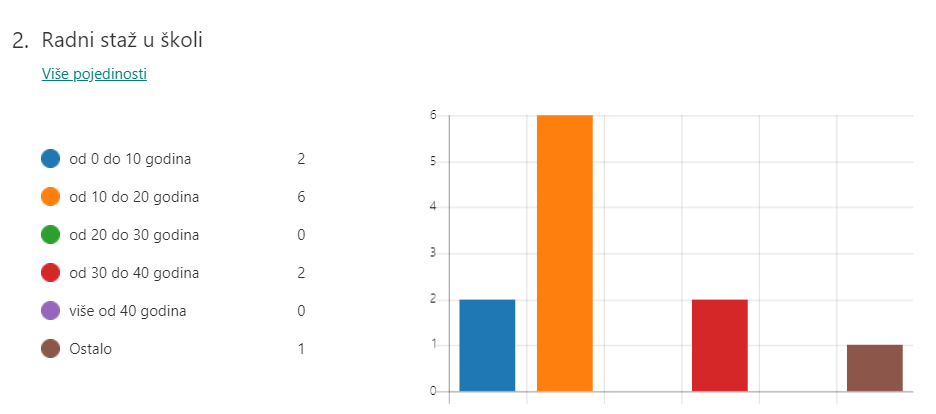 2. Radni staž u školi
Više pojedinosti
od 0 do 10 godina 2
od 10 do 20 godina 6
od 20 do 30 godina 0
od 30 do 40 godina 2
više od 40 godina 0
Ostalo 1
6
5
4
3
2
1
0